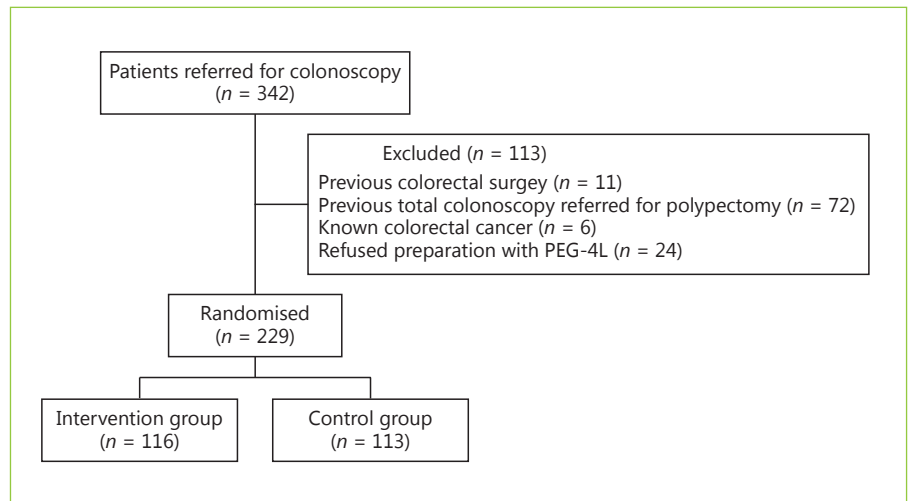 Patients referred for colonoscopy
(n = 342)
Excluded (n = 113)
Previous colorectal surgey (n = 11)
Previous total colonoscopy referred for polypectomy (n = 72)
Known colorectal cancer (n = 6)
Refused preparation with PEG-4L (n = 24)
Randomised
(n = 229)
Intervention group
(n = 116)
Control group
(n = 113)